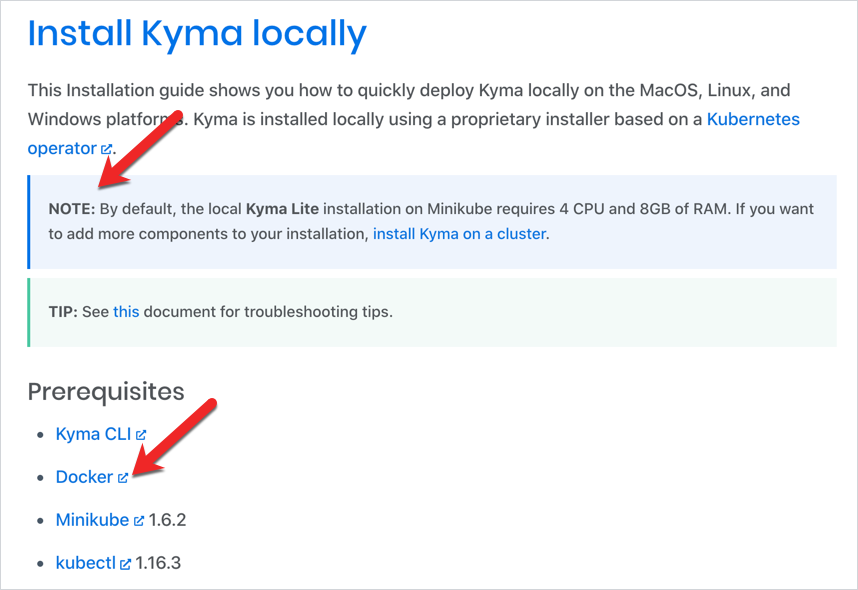 Install Kyma locally
This Installation guide shows you how to quickly deploy Kyma locally on the MacOS, Linux, and
Windows platforms. Kyma is installed locally using a proprietary installer based on a Kubernetes
operator.
NOTE: By default, the local Kyma Lite installation on Minikube requires 4 CPU and 8GB of RAM. If you want
to add more components to your installation, install Kyma on a cluster.
TIP: See this document for troubleshooting tips.
Prerequisites
• Kyma CLI
• Docker
• Minikube 1.6.2
• kubectl 1.16.3